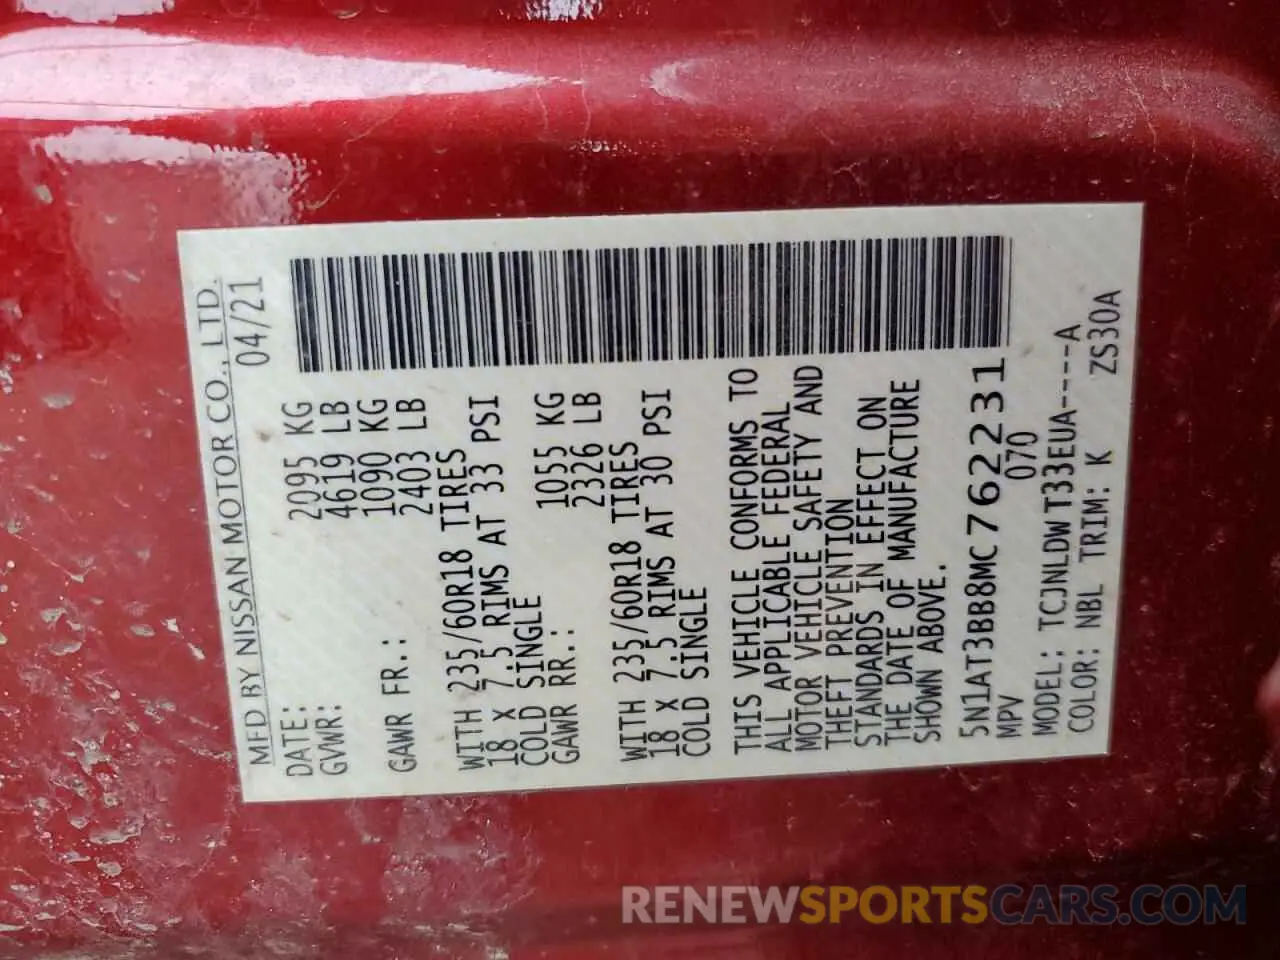 MFD BY NISSAN MOTOR CO., LTD.
DATE: 04/21
GVWR: 2095 KG
4619 LB
GAWR FR.: 1090 KG
2403 LB
WITH 235/60R18 TIRES
18 X 7.5 RIMS AT 33 PSI
COLD SINGLE
GAWR RR.: 1055 KG
2326 LB
WITH 235/60R18 TIRES
18 X 7.5 RIMS AT 30 PSI
COLD SINGLE
THIS VEHICLE CONFORMS TO
ALL APPLICABLE FEDERAL
MOTOR VEHICLE SAFETY AND
THEFT PREVENTION
STANDARDS IN EFFECT ON
THE DATE OF MANUFACTURE
SHOWN ABOVE.
5N1AT3BB8MC762231
MPV 070
MODEL: TCJNLDWT33EUA----A
COLOR: NBL TRIM: K ZS30A
RENEWSPORTSCARS.COM